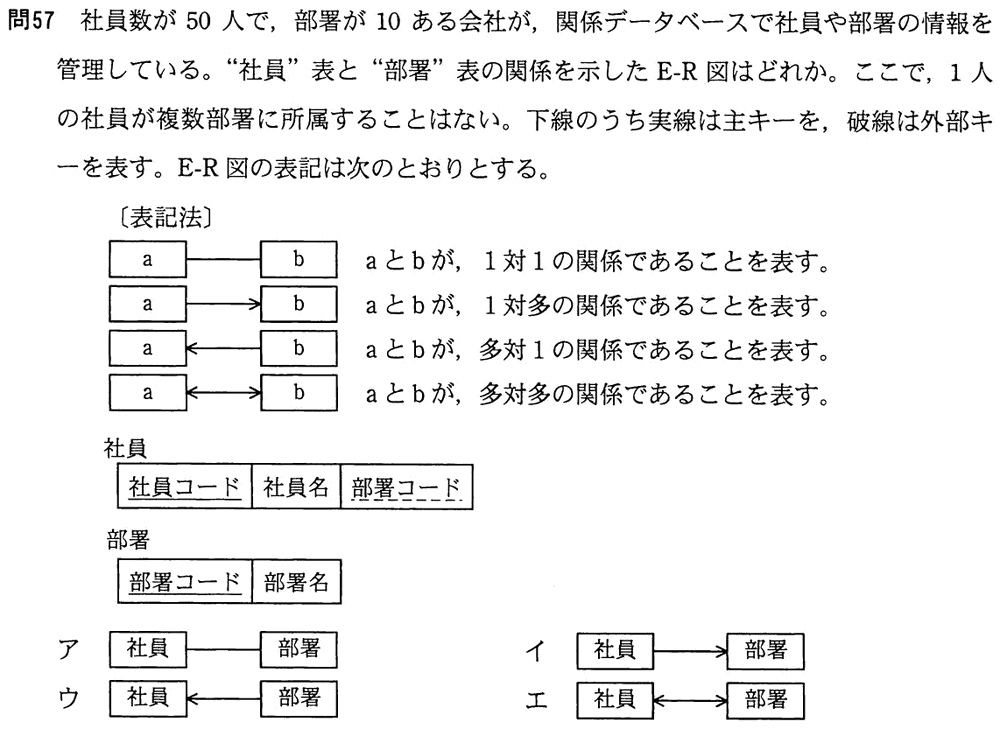 問57 社員数が 50 人で，部署が 10 ある会社が，関係データベースで社員や部署の情報を
管理している。“社員” 表と “部署” 表の関係を示した E-R 図はどれか。ここで，1 人
の社員が複数部署に所属することはない。下線のうち実線は主キーを，破線は外部キ
ーを表す。E-R 図の表記は次のとおりとする。
〔表記法〕
a b aとbが，1対1の関係であることを表す。
a b aとbが，1対多の関係であることを表す。
a b aとbが，多対1の関係であることを表す。
a b aとbが，多対多の関係であることを表す。
社員
社員コード 社員名 部署コード
部署
部署コード 部署名
ア 社員 部署 イ 社員 部署
ウ 社員 部署 エ 社員 部署